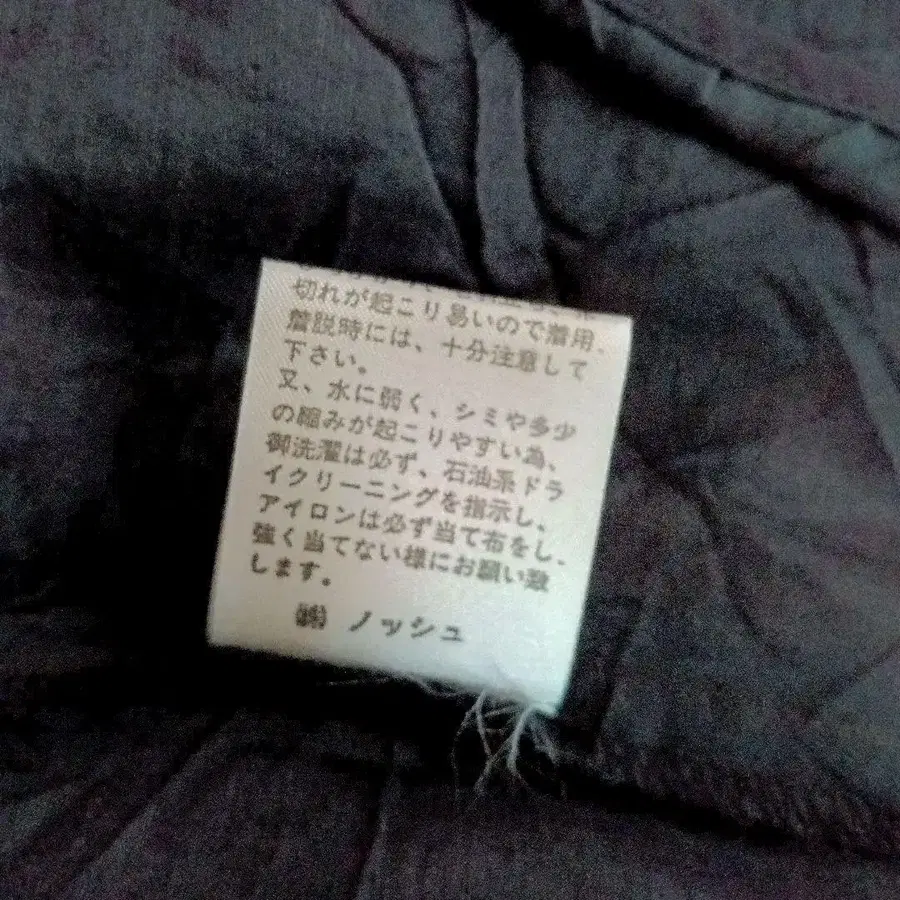 切れが起こり易いので着用、
着説時には、十分注意して
下さい。
又、水に弱く、シミや多少
の縮みが起こりやすい為、
御洗濯は必ず、石油系ドラ
イクリーニングを指示し、
アイロンは必ず当て布をし、
強く当てない様にお願い致
します。
㈱ ノッシュ